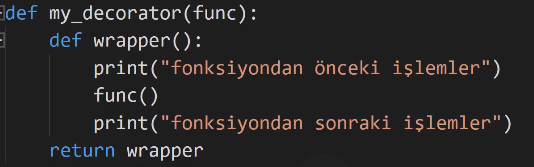 def my_decorator(func):
    def wrapper():
        print("fonksiyondan önceki işlemler")
        func()
        print("fonksiyondan sonraki işlemler")
    return wrapper